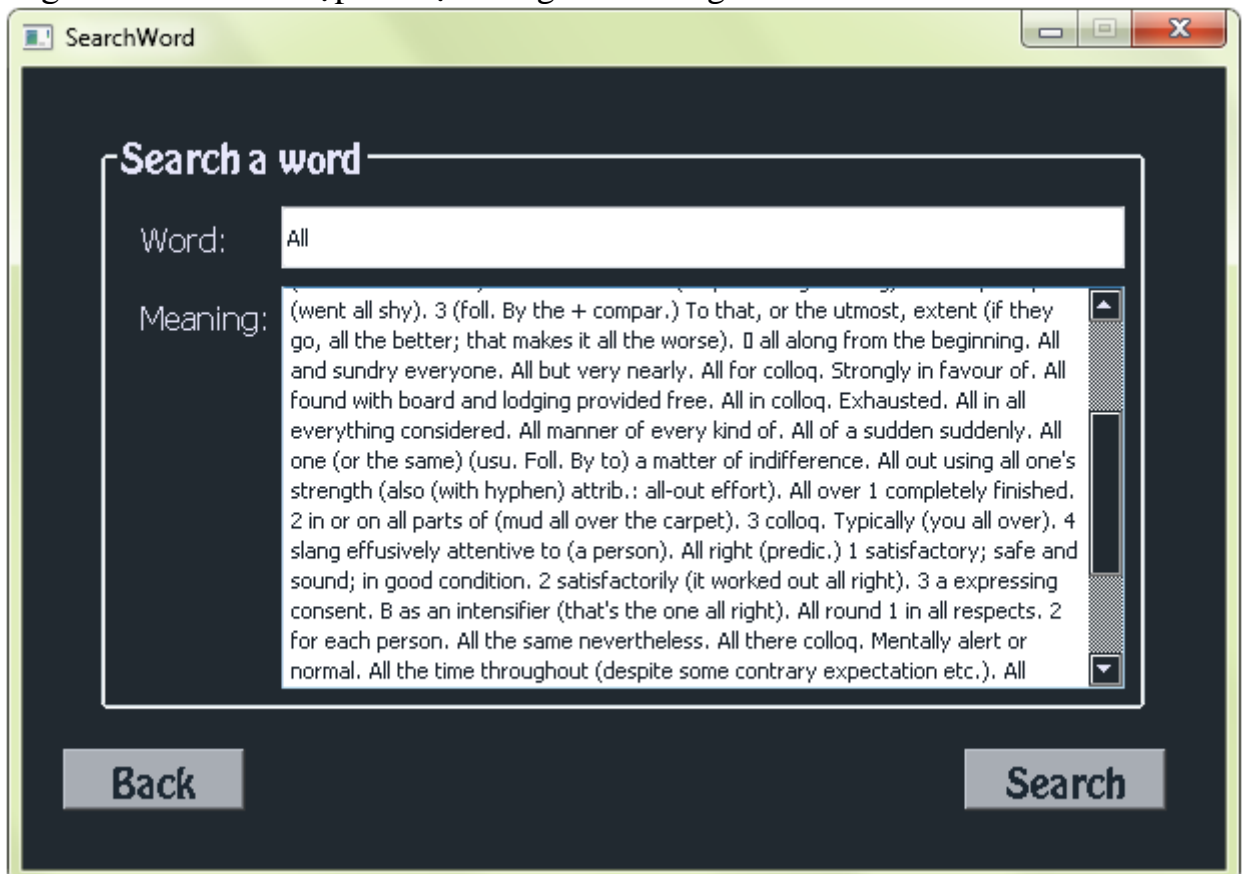 SearchWord
Search a word
Word:
All
Meaning:
(went all shy). 3 (foll. By the + compar.) To that, or the utmost, extent (if they
go, all the better; that makes it all the worse). ▯ all along from the beginning. All
and sundry everyone. All but very nearly. All for colloq. Strongly in favour of. All
found with board and lodging provided free. All in colloq. Exhausted. All in all
everything considered. All manner of every kind of. All of a sudden suddenly. All
one (or the same) (usu. Foll. By to) a matter of indifference. All out using all one's
strength (also (with hyphen) attrib.: all-out effort). All over 1 completely finished.
2 in or on all parts of (mud all over the carpet). 3 colloq. Typically (you all over). 4
slang effusively attentive to (a person). All right (predic.) 1 satisfactory; safe and
sound; in good condition. 2 satisfactorily (it worked out all right). 3 a expressing
consent. B as an intensifier (that's the one all right). All round 1 in all respects. 2
for each person. All the same nevertheless. All there colloq. Mentally alert or
normal. All the time throughout (despite some contrary expectation etc.). All
Back
Search